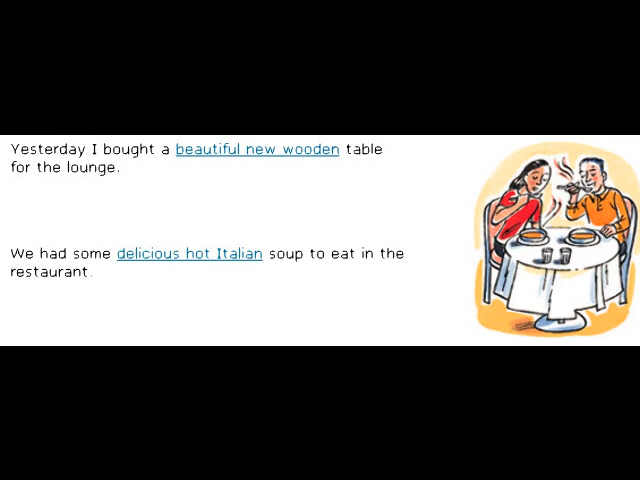 Yesterday I bought a beautiful new wooden table
for the lounge.
We had some delicious hot Italian soup to eat in the
restaurant.